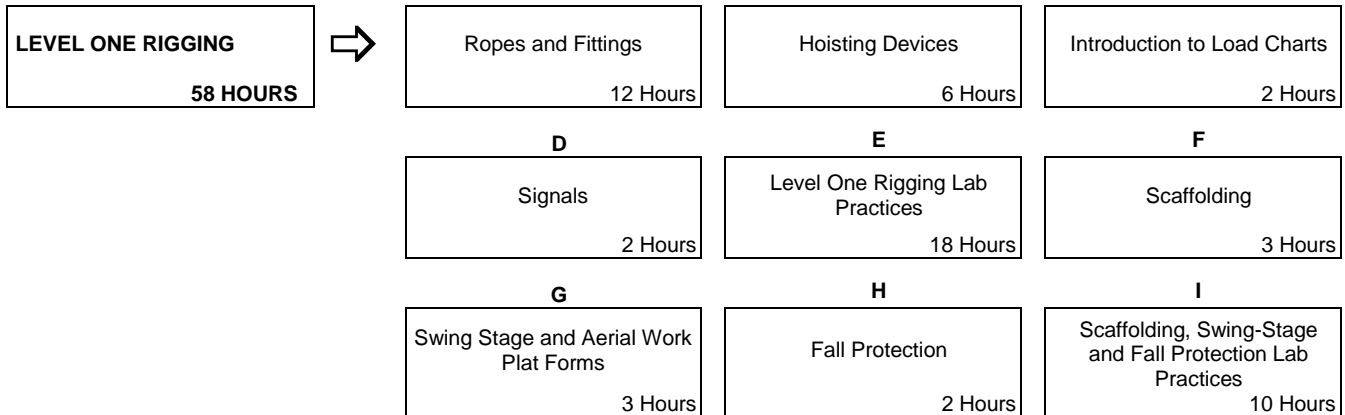 LEVEL ONE RIGGING
58 HOURS
Ropes and Fittings
12 Hours
Hoisting Devices
6 Hours
Introduction to Load Charts
2 Hours
D
Signals
2 Hours
E
Level One Rigging Lab
Practices
18 Hours
F
Scaffolding
3 Hours
G
Swing Stage and Aerial Work
Plat Forms
3 Hours
H
Fall Protection
2 Hours
I
Scaffolding, Swing-Stage
and Fall Protection Lab
Practices
10 Hours